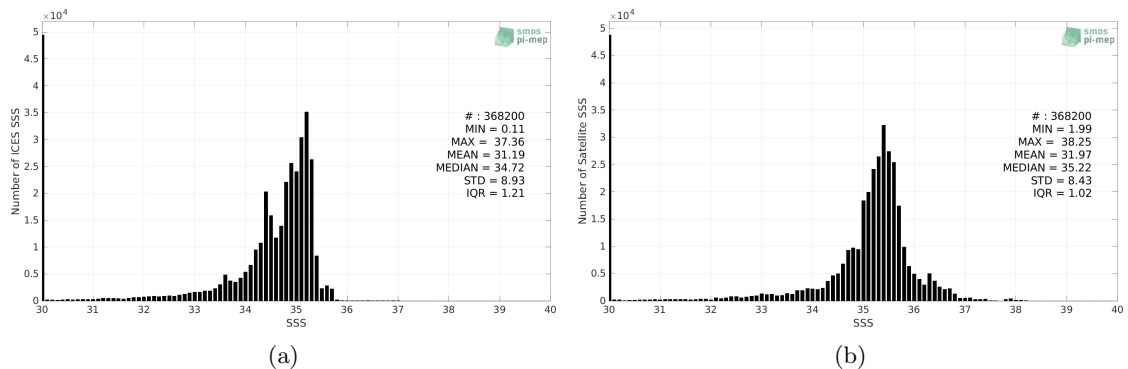 ×10⁴
5
4.5
4
3.5
3
2.5
2
1.5
1
0.5
0
Number of ICES SSS
30 31 32 33 34 35 36 37 38 39 40
SSS
smos
pi-mep
# : 368200
MIN = 0.11
MAX = 37.36
MEAN = 31.19
MEDIAN = 34.72
STD = 8.93
IQR = 1.21
(a)
×10⁴
5
4.5
4
3.5
3
2.5
2
1.5
1
0.5
0
Number of Satellite SSS
30 31 32 33 34 35 36 37 38 39 40
SSS
smos
pi-mep
# : 368200
MIN = 1.99
MAX = 38.25
MEAN = 31.97
MEDIAN = 35.22
STD = 8.43
IQR = 1.02
(b)